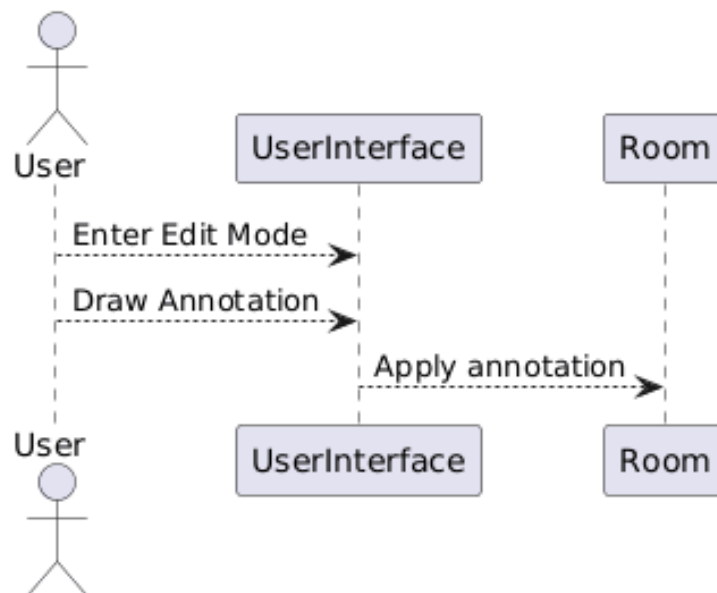 User
UserInterface
Room
Enter Edit Mode
Draw Annotation
Apply annotation
User
UserInterface
Room